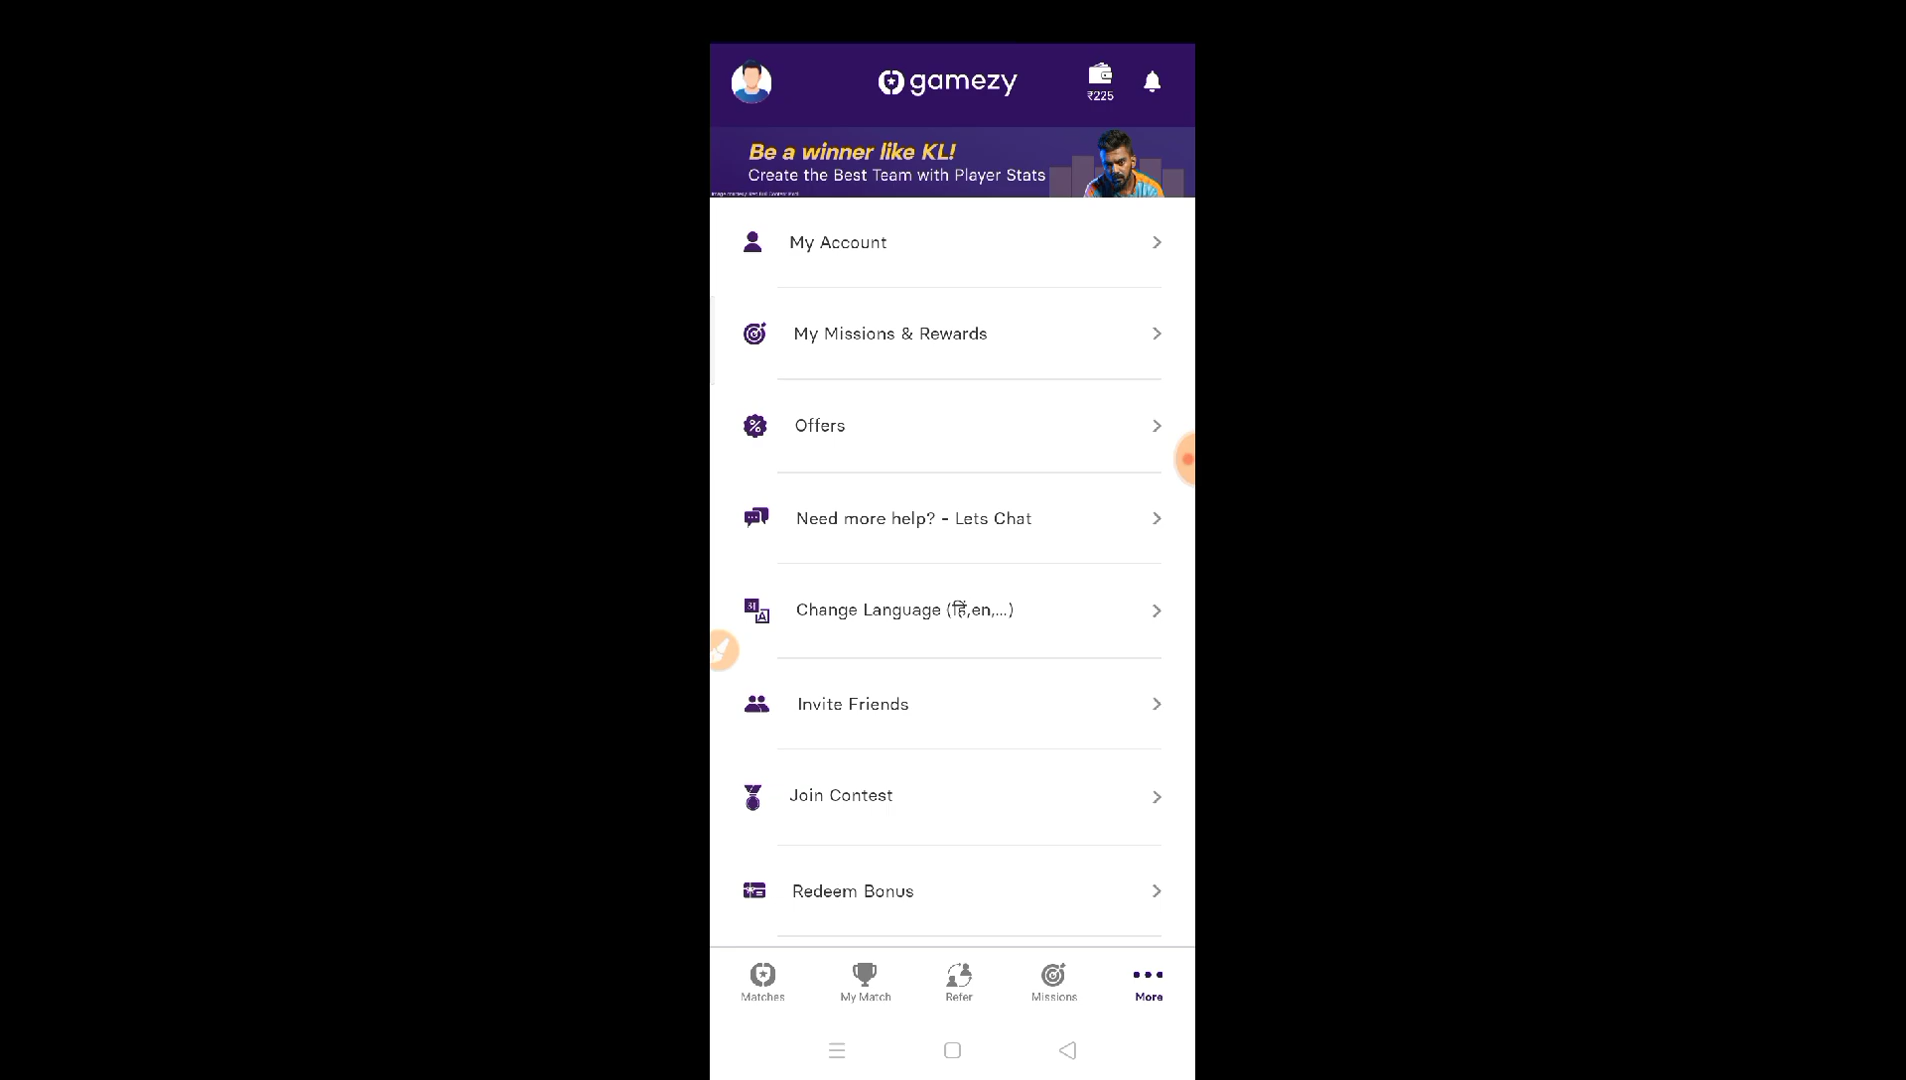 gamezy
₹225
Be a winner like KL!
Create the Best Team with Player Stats
My Account
My Missions & Rewards
Offers
Need more help? - Lets Chat
Change Language (हिं,en,...)
Invite Friends
Join Contest
Redeem Bonus
Matches
My Match
Refer
Missions
More